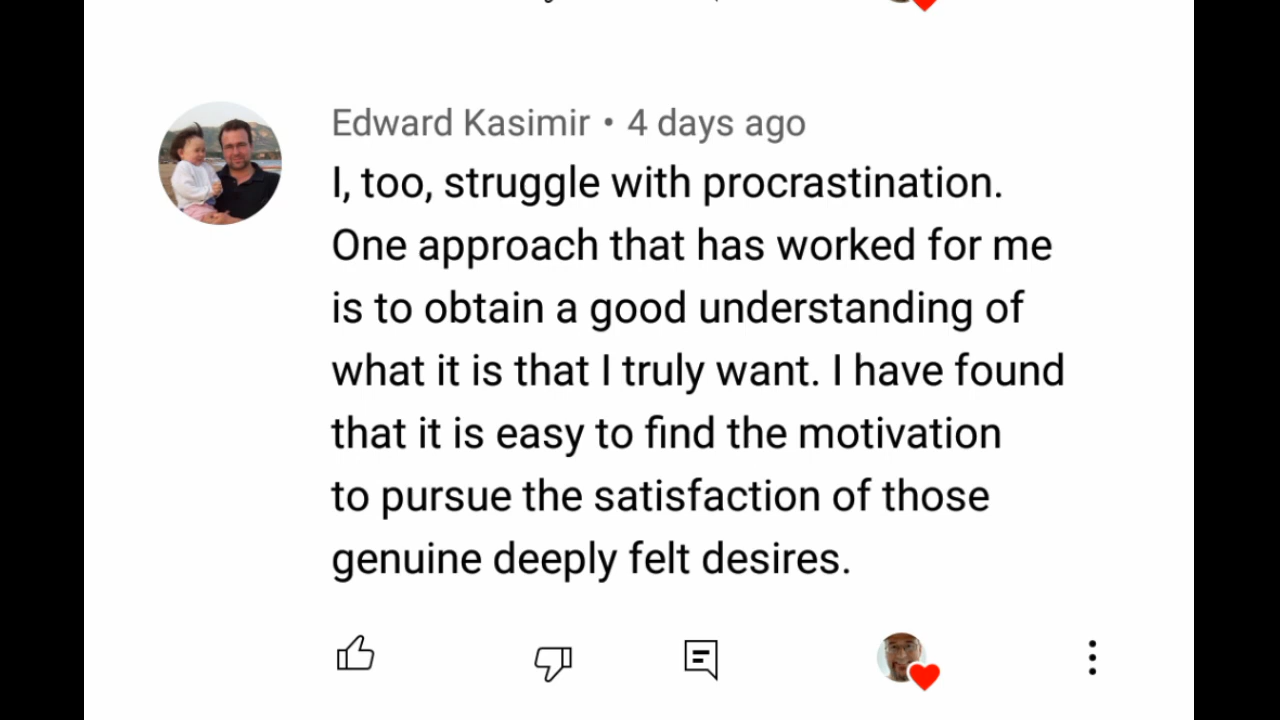 Edward Kasimir • 4 days ago
I, too, struggle with procrastination.
One approach that has worked for me
is to obtain a good understanding of
what it is that I truly want. I have found
that it is easy to find the motivation
to pursue the satisfaction of those
genuine deeply felt desires.